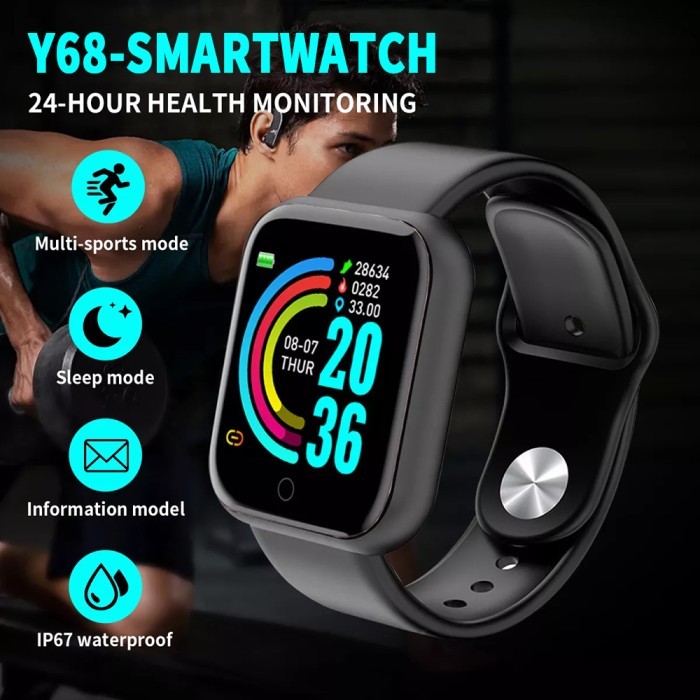 Y68-SMARTWATCH
24-HOUR HEALTH MONITORING
Multi-sports mode
Sleep mode
Information model
IP67 waterproof
28634
0282
33.00
08-07
THUR
20
36